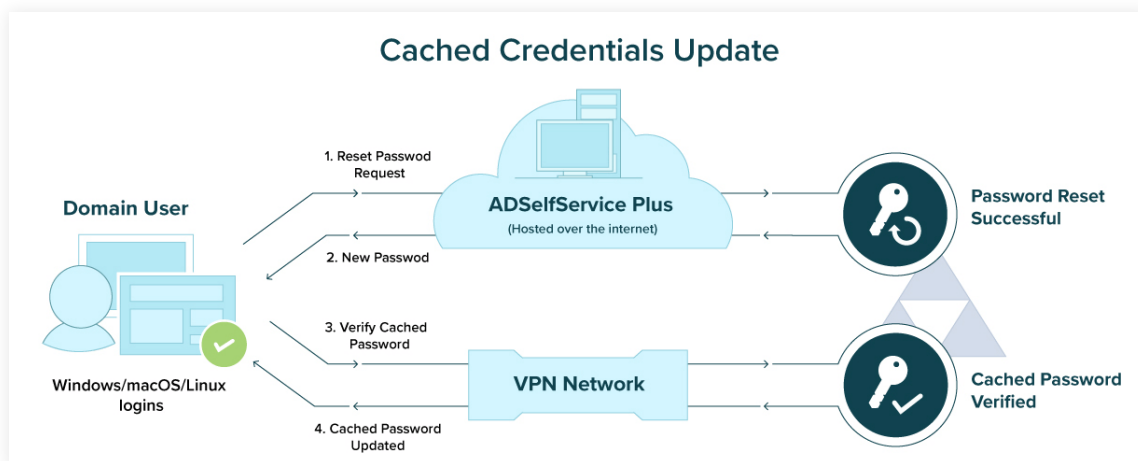 Cached Credentials Update
1. Reset Passwod
Request
ADSelfService Plus
(Hosted over the internet)
Password Reset
Successful
Domain User
2. New Passwod
3. Verify Cached
Password
VPN Network
Windows/macOS/Linux
logins
Cached Password
Verified
4. Cached Password
Updated